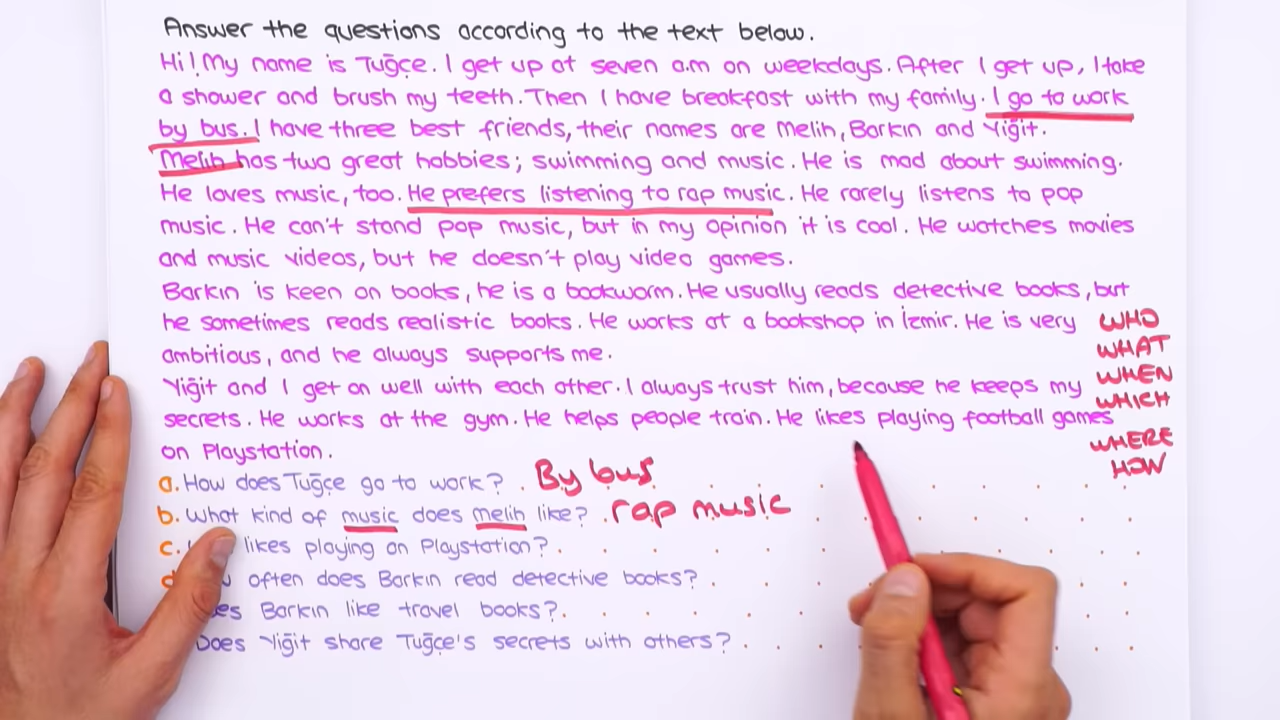 Answer the questions according to the text below.
Hi! My name is Tuğçe. I get up at seven a.m on weekdays. After I get up, I take
a shower and brush my teeth. Then I have breakfast with my family. I go to work
by bus. I have three best friends, their names are Melih, Barkın and Yiğit.
Melih has two great hobbies; swimming and music. He is mad about swimming.
He loves music, too. He prefers listening to rap music. He rarely listens to pop
music. He can't stand pop music, but in my opinion it is cool. He watches movies
and music videos, but he doesn't play video games.
Barkın is keen on books, he is a bookworm. He usually reads detective books, but
he sometimes reads realistic books. He works at a bookshop in İzmir. He is very
ambitious, and he always supports me.
Yiğit and I get on well with each other. I always trust him, because he keeps my
secrets. He works at the gym. He helps people train. He likes playing football games
on Playstation.
WHO
WHAT
WHEN
WHICH
WHERE
HOW
a. How does Tuğçe go to work? By bus
b. What kind of music does melih like? rap music
c. likes playing on Playstation?
d often does Barkın read detective books?
Barkın like travel books?
Does Yiğit share Tuğçe's secrets with others?